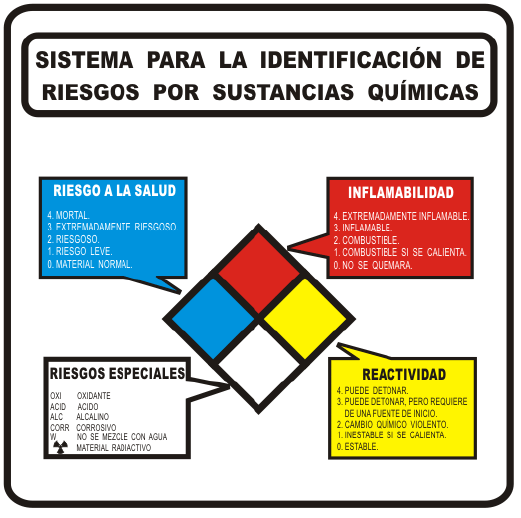 SISTEMA PARA LA IDENTIFICACIÓN DE
RIESGOS POR SUSTANCIAS QUÍMICAS
RIESGO A LA SALUD
4. MORTAL.
3. EXTREMADAMENTE RIESGOSO
2. RIESGOSO.
1. RIESGO LEVE.
0. MATERIAL NORMAL.
INFLAMABILIDAD
4. EXTREMADAMENTE INFLAMABLE.
3. INFLAMABLE.
2. COMBUSTIBLE.
1. COMBUSTIBLE SI SE CALIENTA.
0. NO SE QUEMARA.
RIESGOS ESPECIALES
OXI OXIDANTE
ACID ACIDO
ALC ALCALINO
CORR CORROSIVO
W NO SE MEZCLE CON AGUA
MATERIAL RADIACTIVO
REACTIVIDAD
4. PUEDE DETONAR.
3. PUEDE DETONAR, PERO REQUIERE
DE UNA FUENTE DE INICIO.
2. CAMBIO QUÍMICO VIOLENTO.
1. INESTABLE SI SE CALIENTA.
0. ESTABLE.